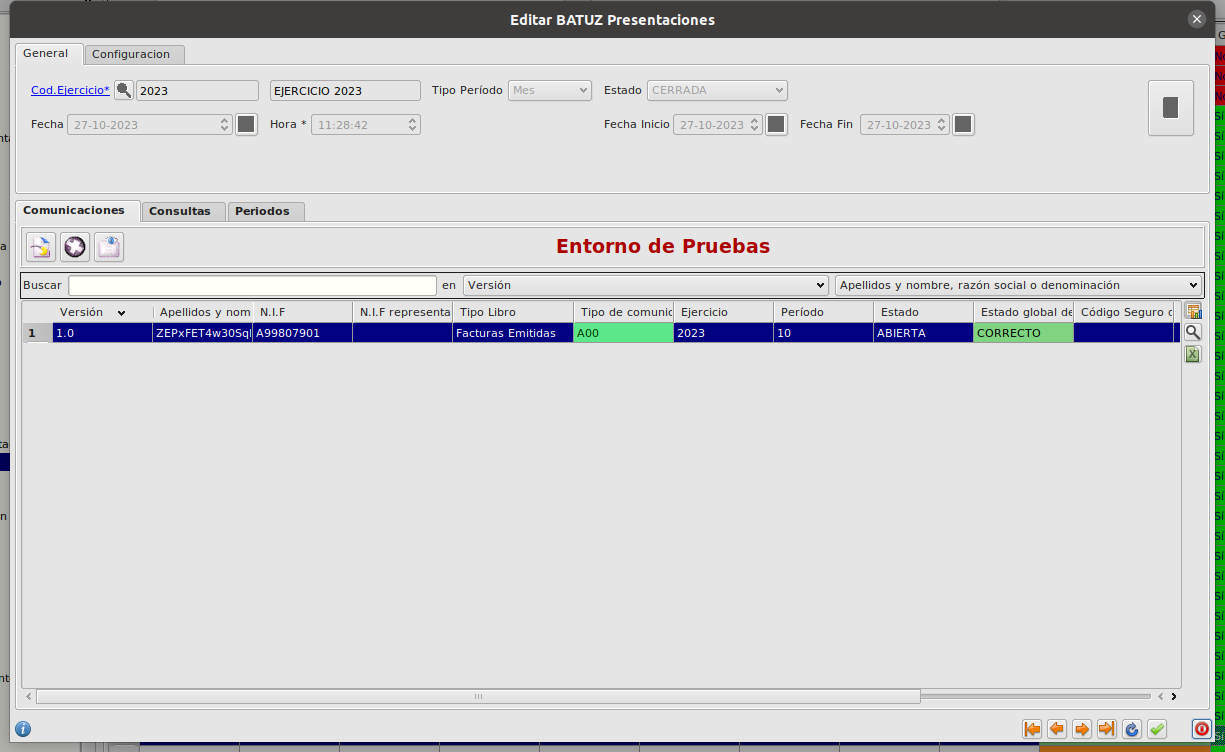 Editar BATUZ Presentaciones
General Configuracion
Cod.Ejercicio* 2023 EJERCICIO 2023 Tipo Período Mes Estado CERRADA
Fecha 27-10-2023 Hora * 11:28:42 Fecha Inicio 27-10-2023 Fecha Fin 27-10-2023
Comunicaciones Consultas Periodos
Entorno de Pruebas
Buscar en Versión Apellidos y nombre, razón social o denominación
Versión Apellidos y nom N.I.F N.I.F representa Tipo Libro Tipo de comunic Ejercicio Período Estado Estado global de Código Seguro
1 1.0 A99807901 Facturas Emitidas A00 2023 10 ABIERTA CORRECTO